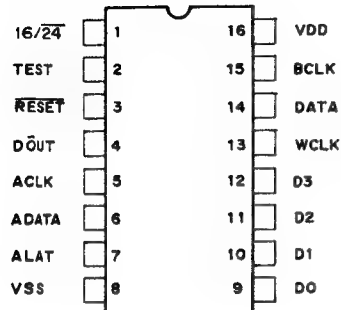 16/24 1 16 VDD
TEST 2 15 BCLK
RESET 3 14 DATA
DOUT 4 13 WCLK
ACLK 5 12 D3
ADATA 6 11 D2
ALAT 7 10 D1
VSS 8 9 D0